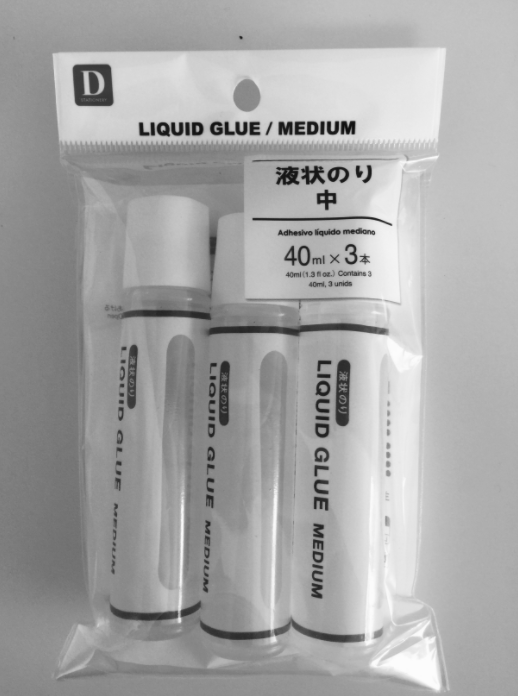 D
LIQUID GLUE / MEDIUM
液状のり
中
Adhesivo líquido mediano
40ml×3本
40ml(1.3 fl oz.) Contains 3
40ml, 3 unids
液状のり
LIQUID GLUE MEDIUM
液状のり
LIQUID GLUE MEDIUM
液状のり
LIQUID GLUE MEDIUM